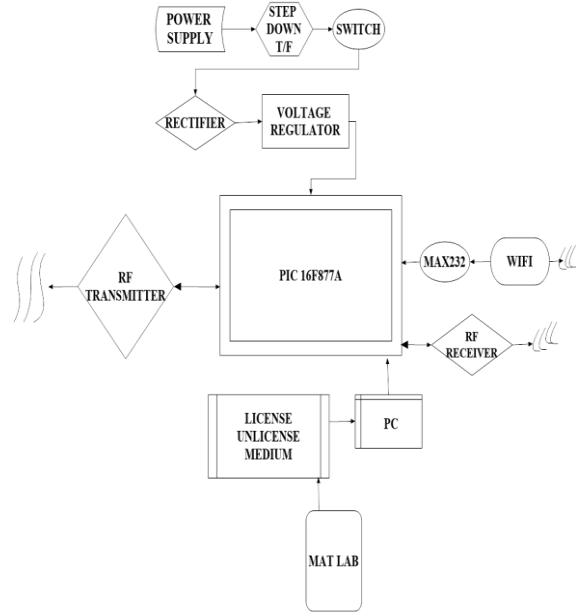 POWER
SUPPLY
STEP
DOWN
T/F
SWITCH
RECTIFIER
VOLTAGE
REGULATOR
PIC 16F877A
RF
TRANSMITTER
MAX232
WIFI
RF
RECEIVER
LICENSE
UNLICENSE
MEDIUM
PC
MAT LAB